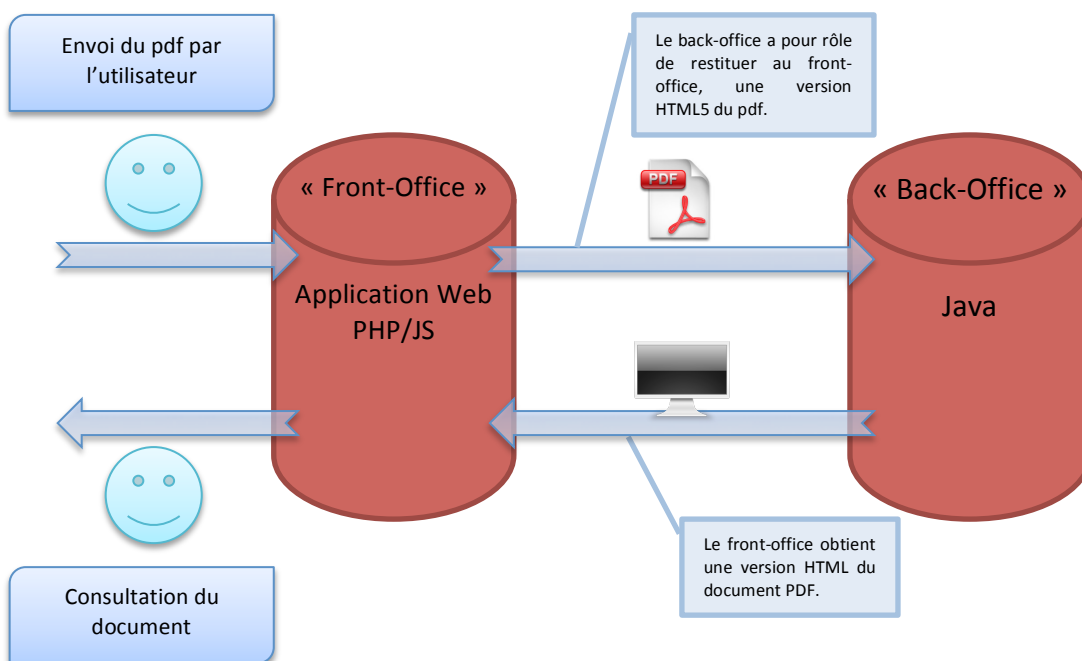 Envoi du pdf par
l’utilisateur
Le back-office a pour rôle
de restituer au front-
office, une version
HTML5 du pdf.
« Front-Office »
PDF
« Back-Office »
Application Web
PHP/JS
Java
Le front-office obtient
une version HTML du
document PDF.
Consultation du
document